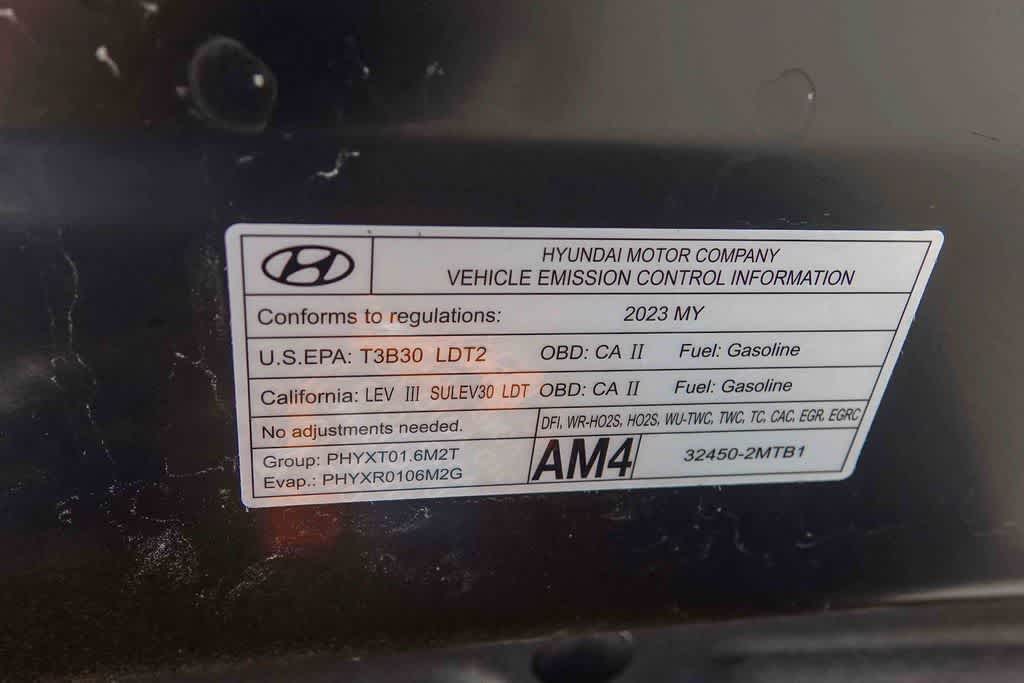 HYUNDAI MOTOR COMPANY
VEHICLE EMISSION CONTROL INFORMATION
Conforms to regulations: 2023 MY
U.S.EPA: T3B30 LDT2 OBD: CA II Fuel: Gasoline
California: LEV III SULEV30 LDT OBD: CA II Fuel: Gasoline
No adjustments needed. DFI, WR-HO2S, HO2S, WU-TWC, TWC, TC, CAC, EGR, EGRC
Group: PHYXT01.6M2T AM4 32450-2MTB1
Evap.: PHYXR0106M2G